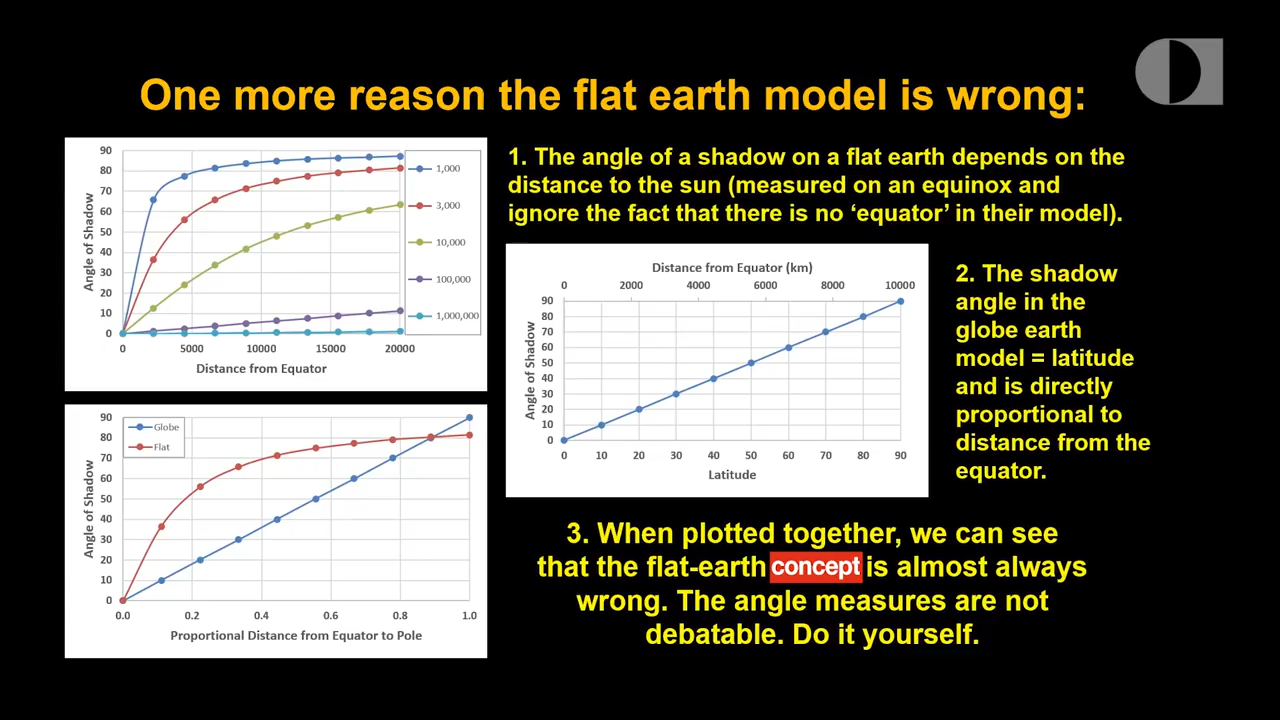 One more reason the flat earth model is wrong:
90
80
70
60
50
40
30
20
10
0
Angle of Shadow
0 5000 10000 15000 20000
Distance from Equator
1,000
3,000
10,000
100,000
1,000,000
1. The angle of a shadow on a flat earth depends on the
distance to the sun (measured on an equinox and
ignore the fact that there is no ‘equator’ in their model).
Distance from Equator (km)
0 2000 4000 6000 8000 10000
90
80
70
60
50
40
30
20
10
0
Angle of Shadow
0 10 20 30 40 50 60 70 80 90
Latitude
2. The shadow
angle in the
globe earth
model = latitude
and is directly
proportional to
distance from the
equator.
90
80
70
60
50
40
30
20
10
0
Angle of Shadow
Globe
Flat
0.0 0.2 0.4 0.6 0.8 1.0
Proportional Distance from Equator to Pole
3. When plotted together, we can see
that the flat-earth concept is almost always
wrong. The angle measures are not
debatable. Do it yourself.